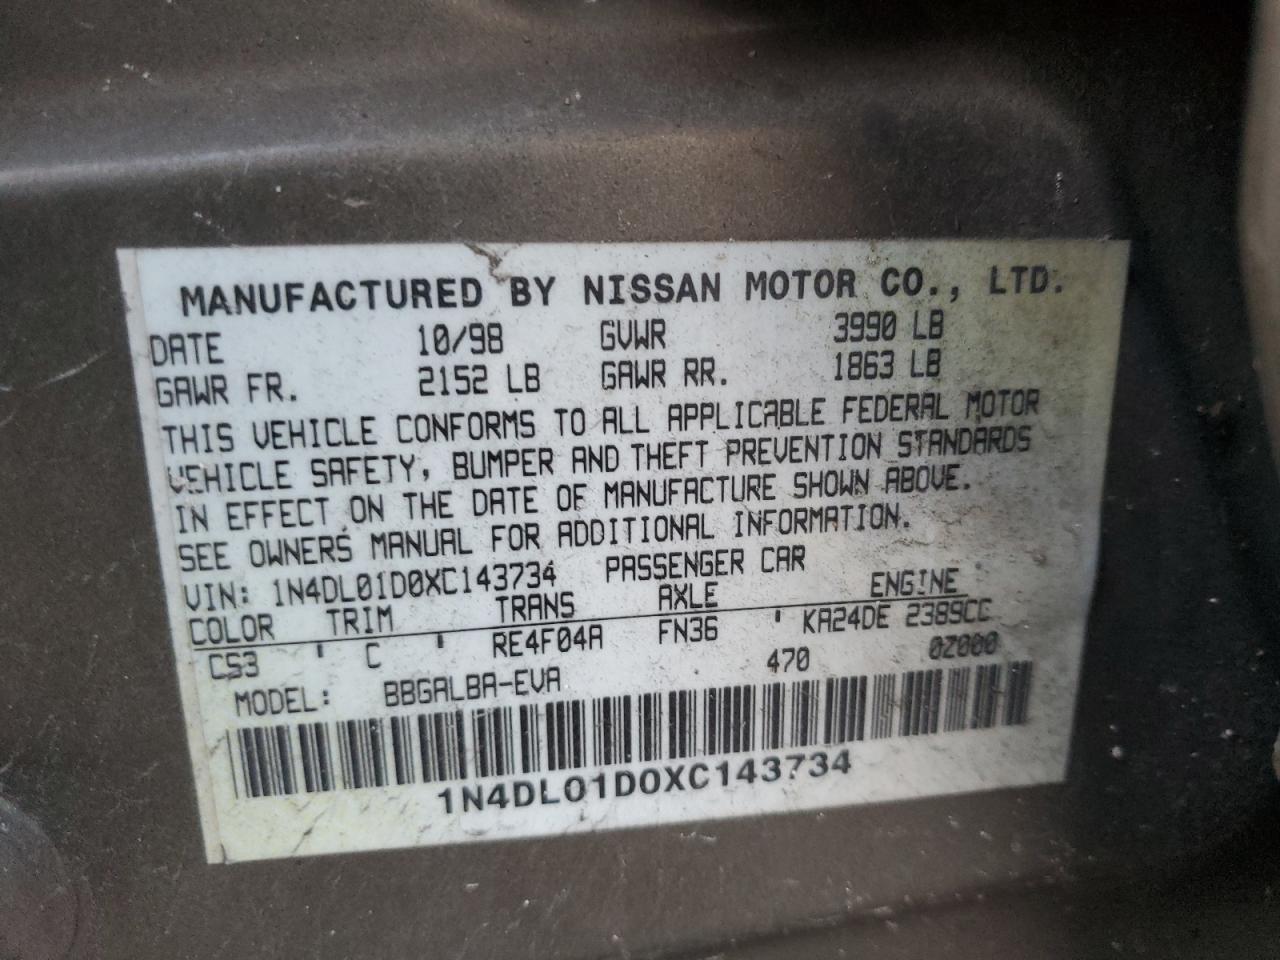 MANUFACTURED BY NISSAN MOTOR CO., LTD.
DATE 10/98 GVWR 3990 LB
GAWR FR. 2152 LB GAWR RR. 1863 LB
THIS VEHICLE CONFORMS TO ALL APPLICABLE FEDERAL MOTOR
VEHICLE SAFETY, BUMPER AND THEFT PREVENTION STANDARDS
IN EFFECT ON THE DATE OF MANUFACTURE SHOWN ABOVE.
SEE OWNERS MANUAL FOR ADDITIONAL INFORMATION.
VIN: 1N4DL01D0XC143734 PASSENGER CAR
COLOR TRIM TRANS AXLE ENGINE
CS3 ' C ' RE4F04A FN36 ' KA24DE 2389CC
MODEL: BBGALBA-EVA 470 0Z000
1N4DL01D0XC143734